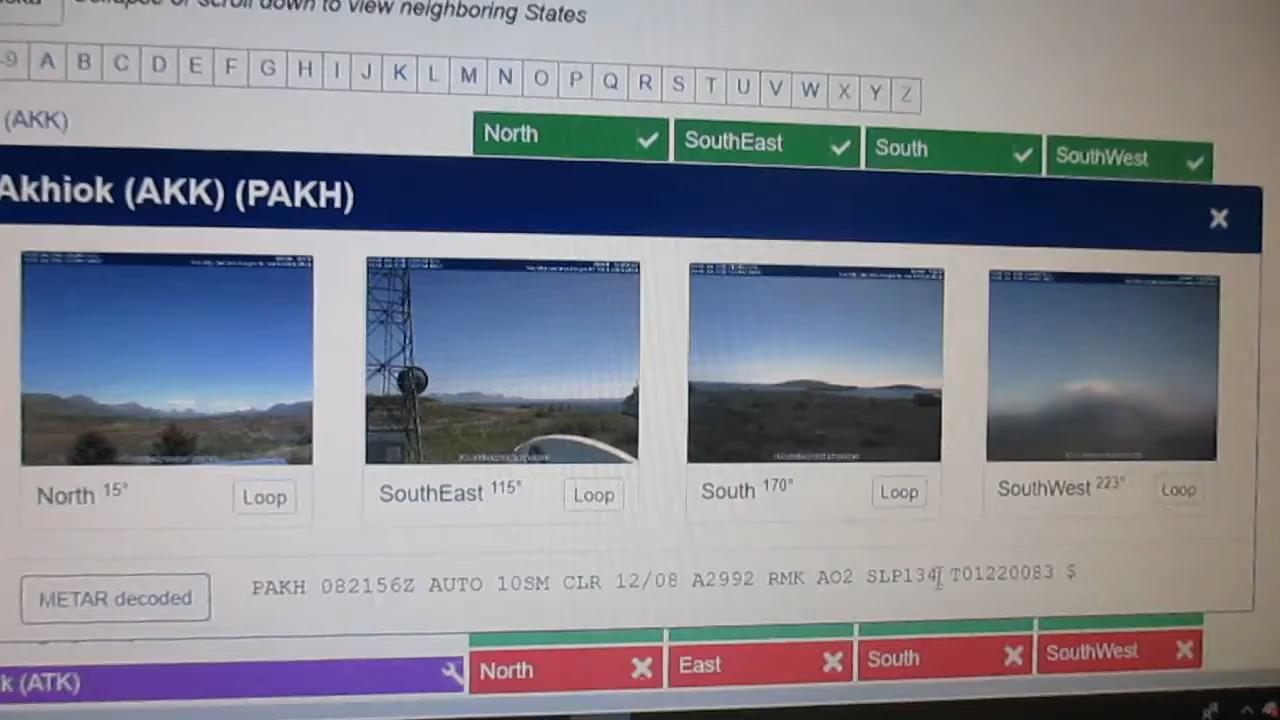 Collapse or scroll down to view neighboring States
-9 A B C D E F G H I J K L M N O P Q R S T U V W X Y Z
(AKK) North SouthEast South SouthWest
Akhiok (AKK) (PAKH)
North 15° Loop SouthEast 115° Loop South 170° Loop SouthWest 223° Loop
METAR decoded PAKH 082156Z AUTO 10SM CLR 12/08 A2992 RMK AO2 SLP134 T01220083 $
k (ATK) North East South SouthWest